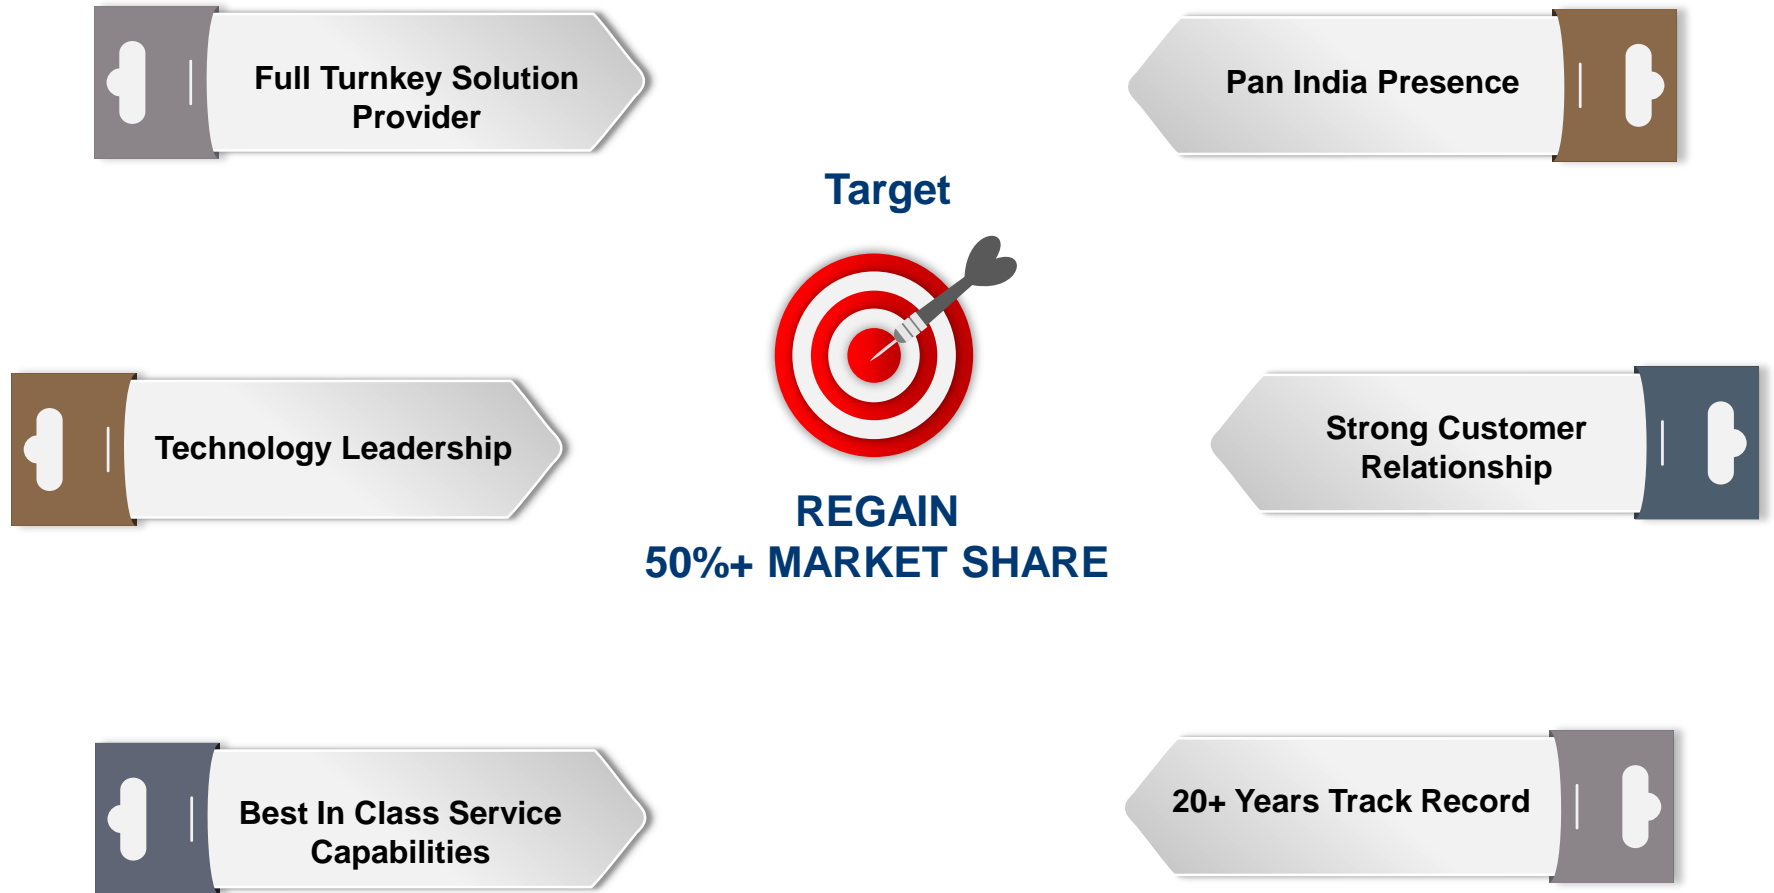 Full Turnkey Solution
Provider
Pan India Presence
Target
Technology Leadership
Strong Customer
Relationship
REGAIN
50%+ MARKET SHARE
Best In Class Service
Capabilities
20+ Years Track Record